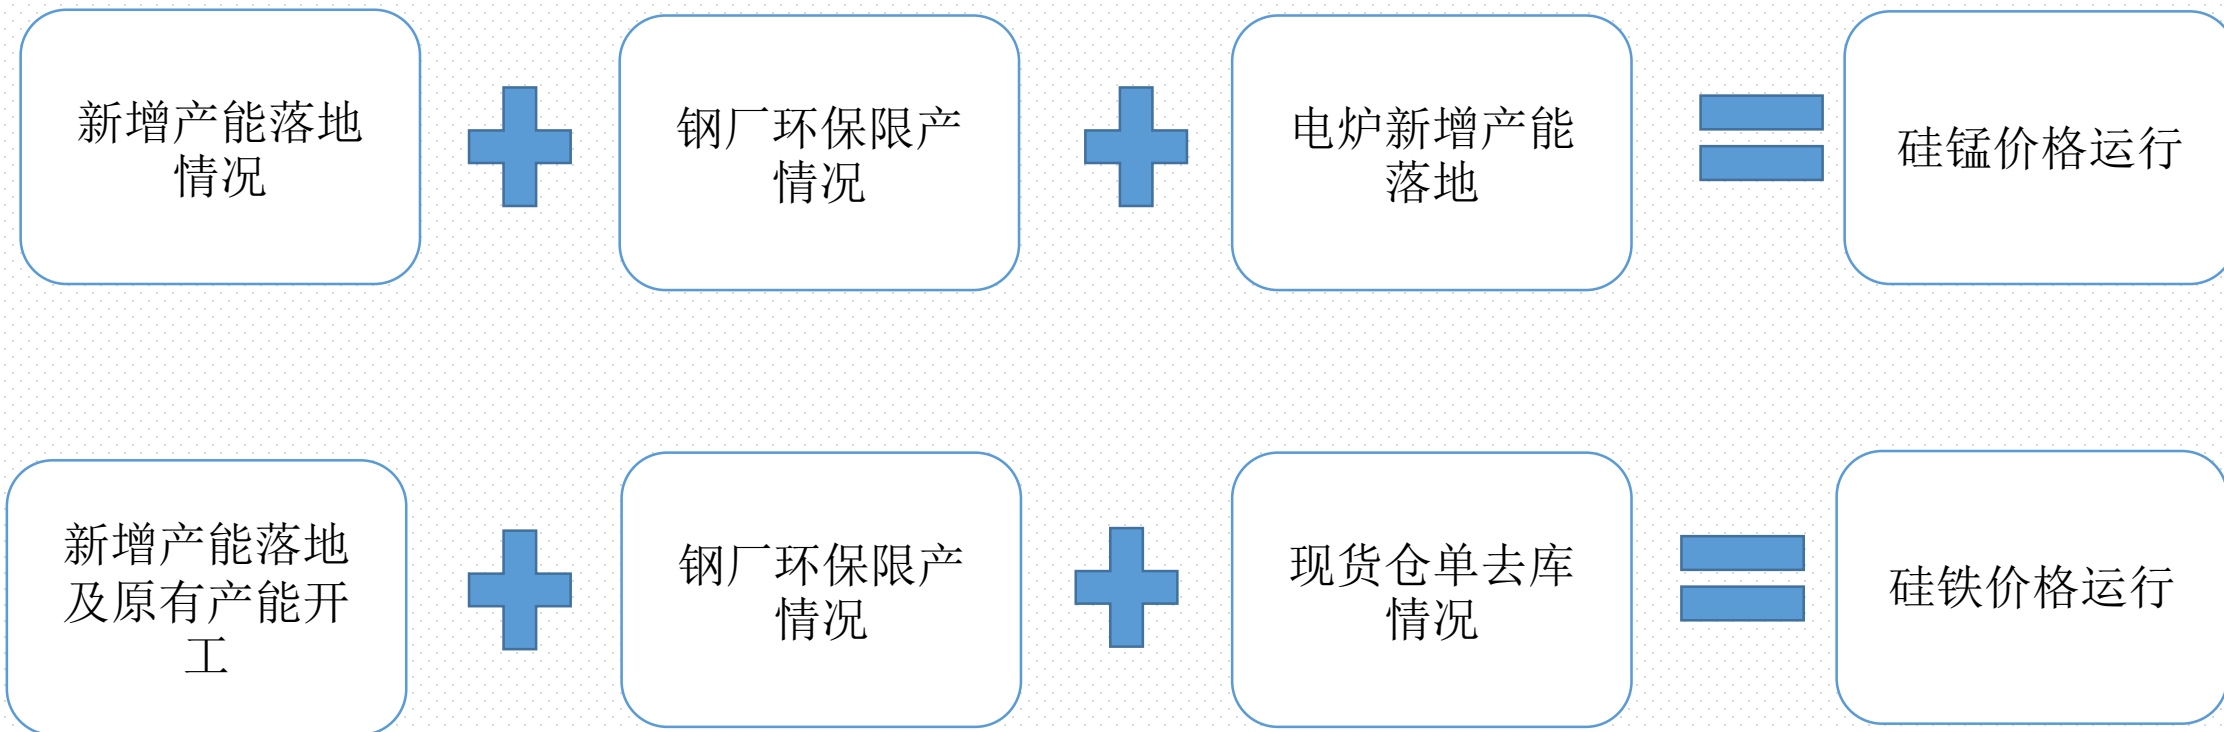 新增产能落地
情况
钢厂环保限产
情况
电炉新增产能
落地
硅锰价格运行
新增产能落地
及原有产能开
工
钢厂环保限产
情况
现货仓单去库
情况
硅铁价格运行